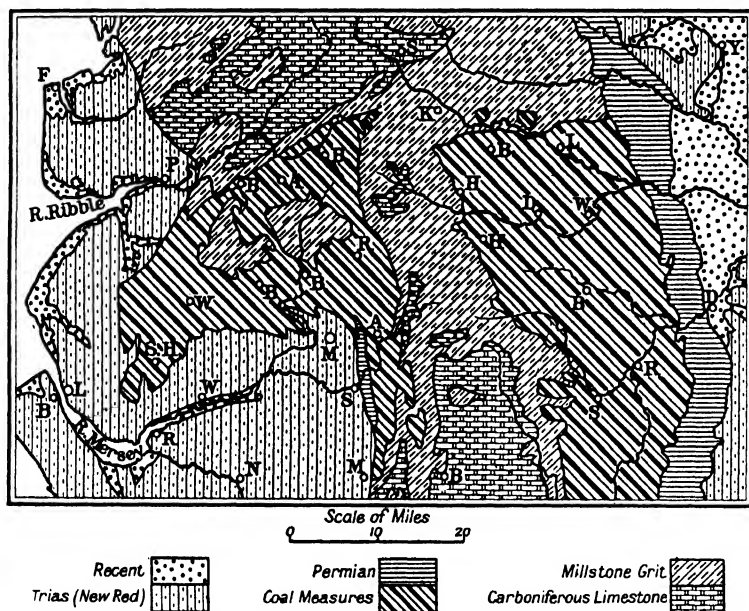 F
Y
S
K
P
B
A
B
B
L
R. Ribble
H
L
W
H
R
B
B
W
B
D
S.H.
A
M
R
L
W
S
S
B
R. Mersey
R
N
M
B
Scale of Miles
0 10 20
Recent Permian Millstone Grit
Trias (New Red) Coal Measures Carboniferous Limestone